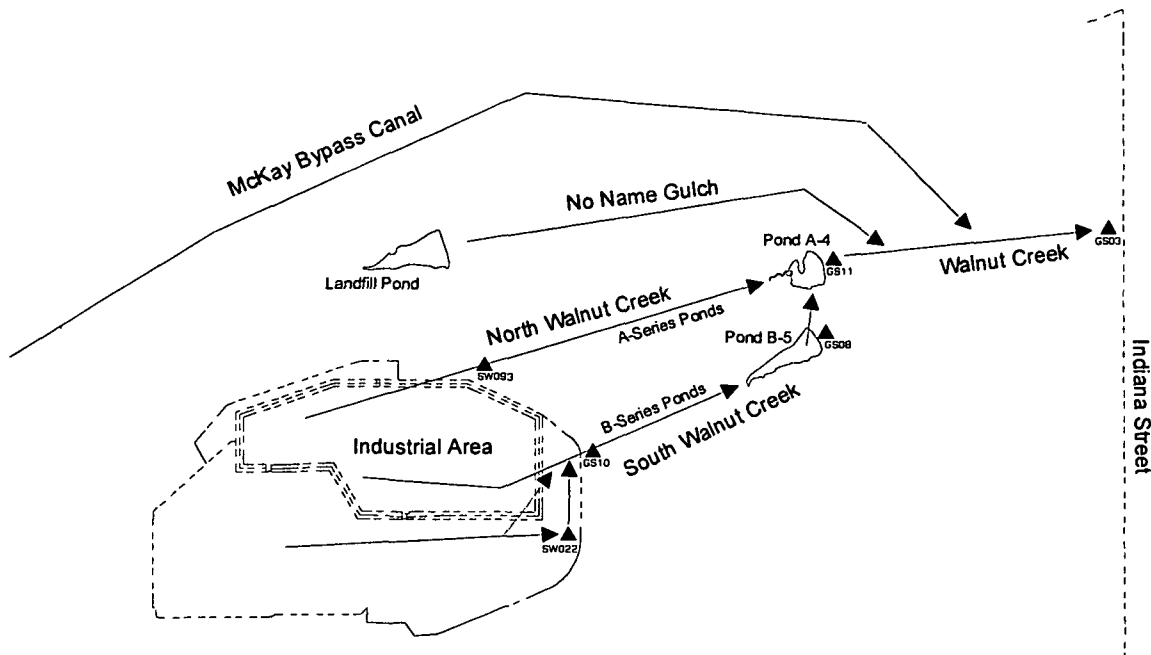 McKay Bypass Canal
No Name Gulch
Landfill Pond
Pond A-4
GS11
GS03
Walnut Creek
North Walnut Creek
A-Series Ponds
Pond B-5
GS08
SW093
B-Series Ponds
South Walnut Creek
Industrial Area
GS10
SW022
Indiana Street